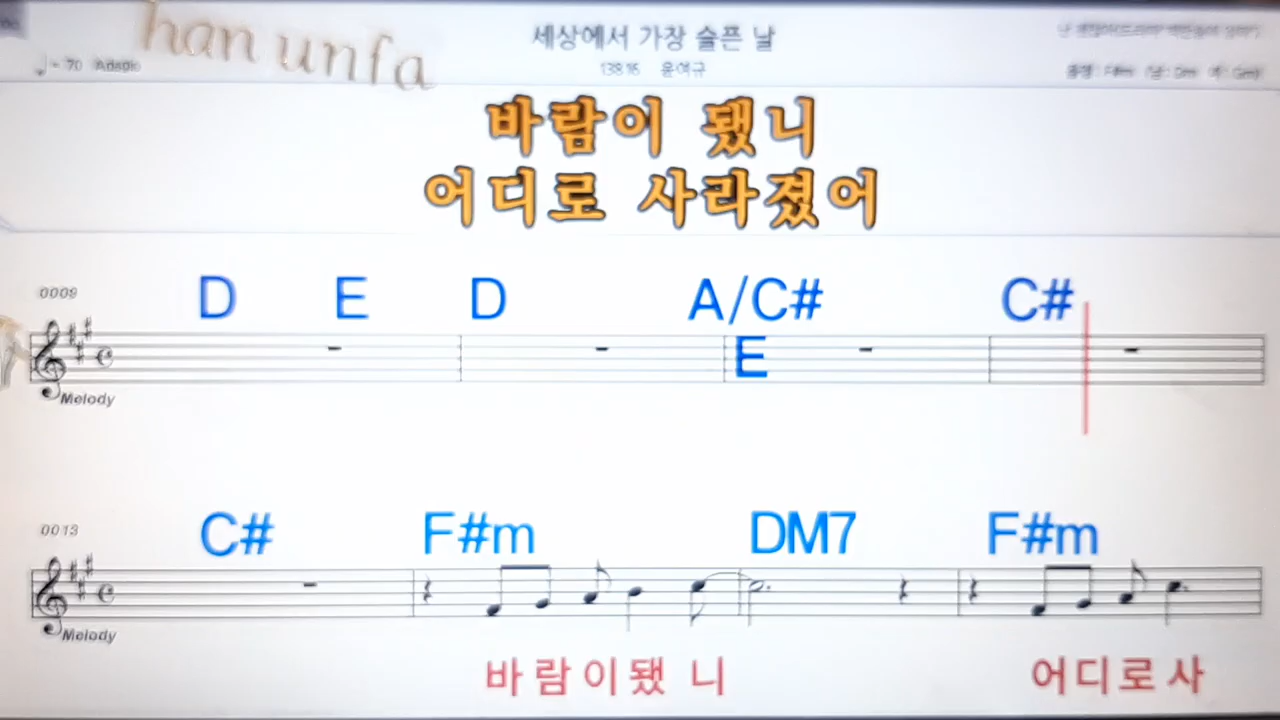 han unfa
세상에서 가장 슬픈 날
♩= 70 Adagio
13816 윤여규
바람이 됐니
어디로 사라졌어
0009 D E D A/C# C#
E
Melody
0013 C# F#m DM7 F#m
Melody
바람이됐 니 어디로사